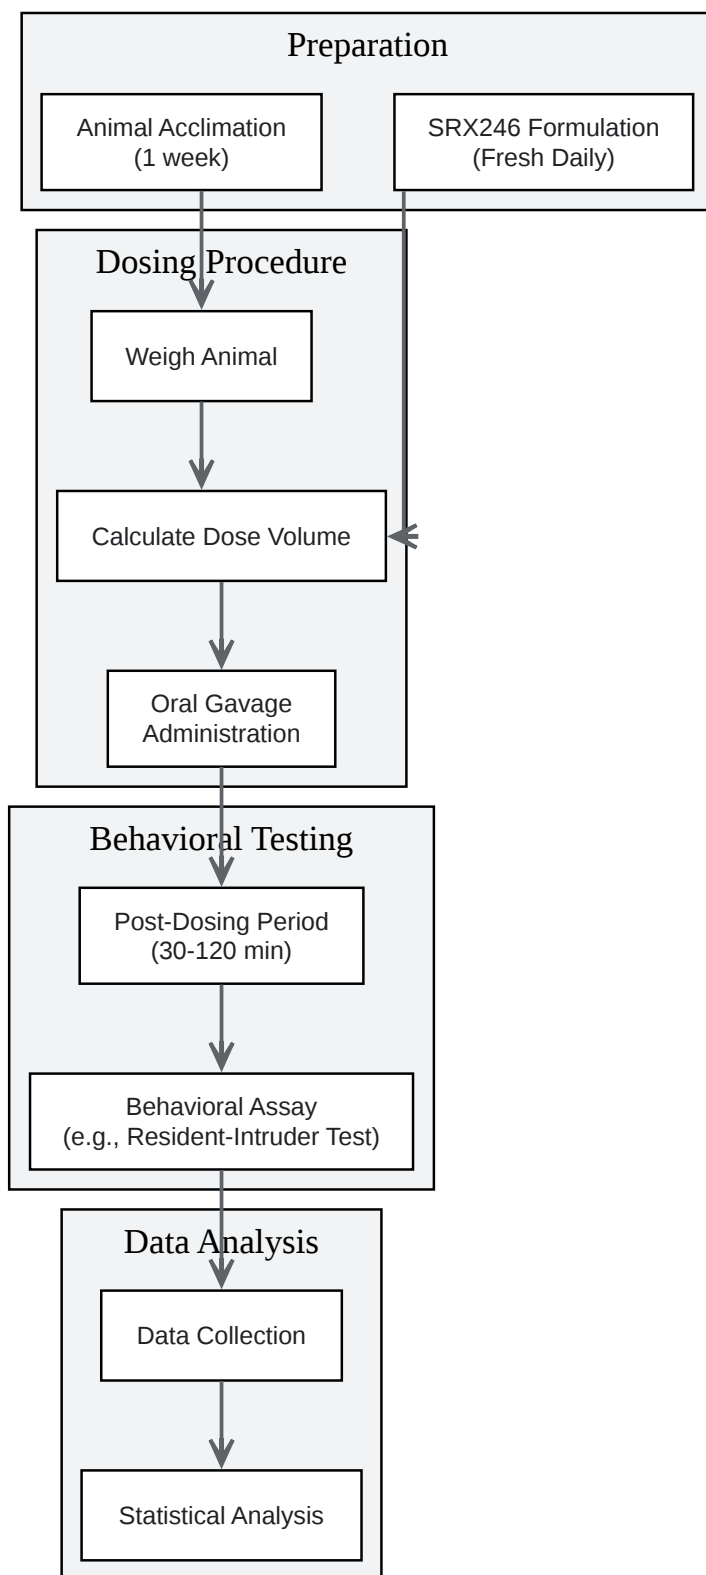 Preparation
Animal Acclimation
(1 week)
SRX246 Formulation
(Fresh Daily)
Dosing Procedure
Weigh Animal
Calculate Dose Volume
Oral Gavage
Administration
Behavioral Testing
Post-Dosing Period
(30-120 min)
Behavioral Assay
(e.g., Resident-Intruder Test)
Data Analysis
Data Collection
Statistical Analysis